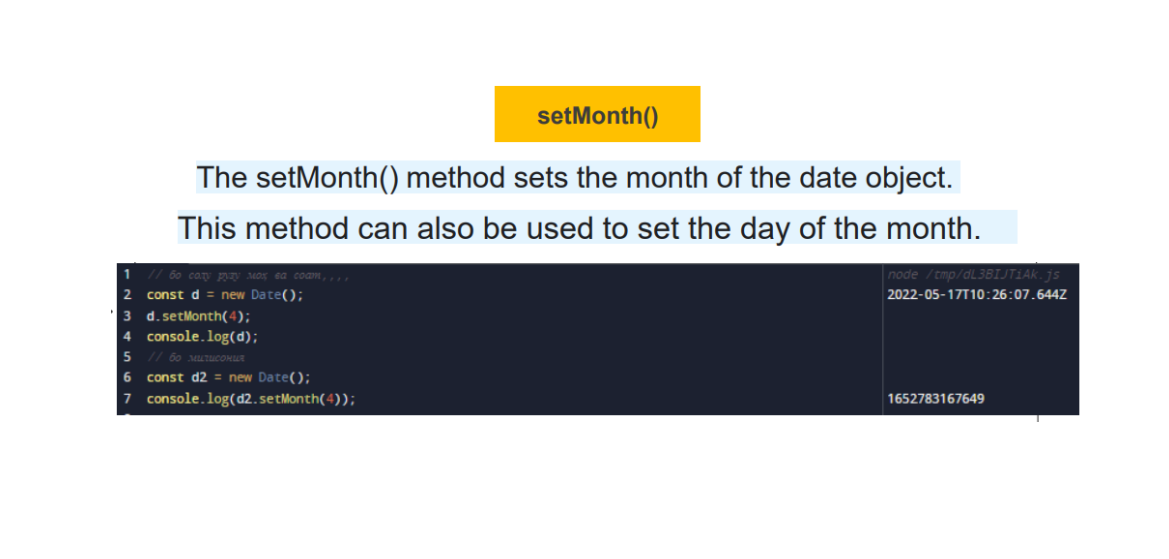 setMonth()
The setMonth() method sets the month of the date object.
This method can also be used to set the day of the month.
1 // бо солу рузу мох ва соат,,,, node /tmp/dL3BIJTiAk.js
2 const d = new Date(); 2022-05-17T10:26:07.644Z
3 d.setMonth(4);
4 console.log(d);
5 // бо
6 const d2 = new Date();
7 console.log(d2.setMonth(4)); 1652783167649